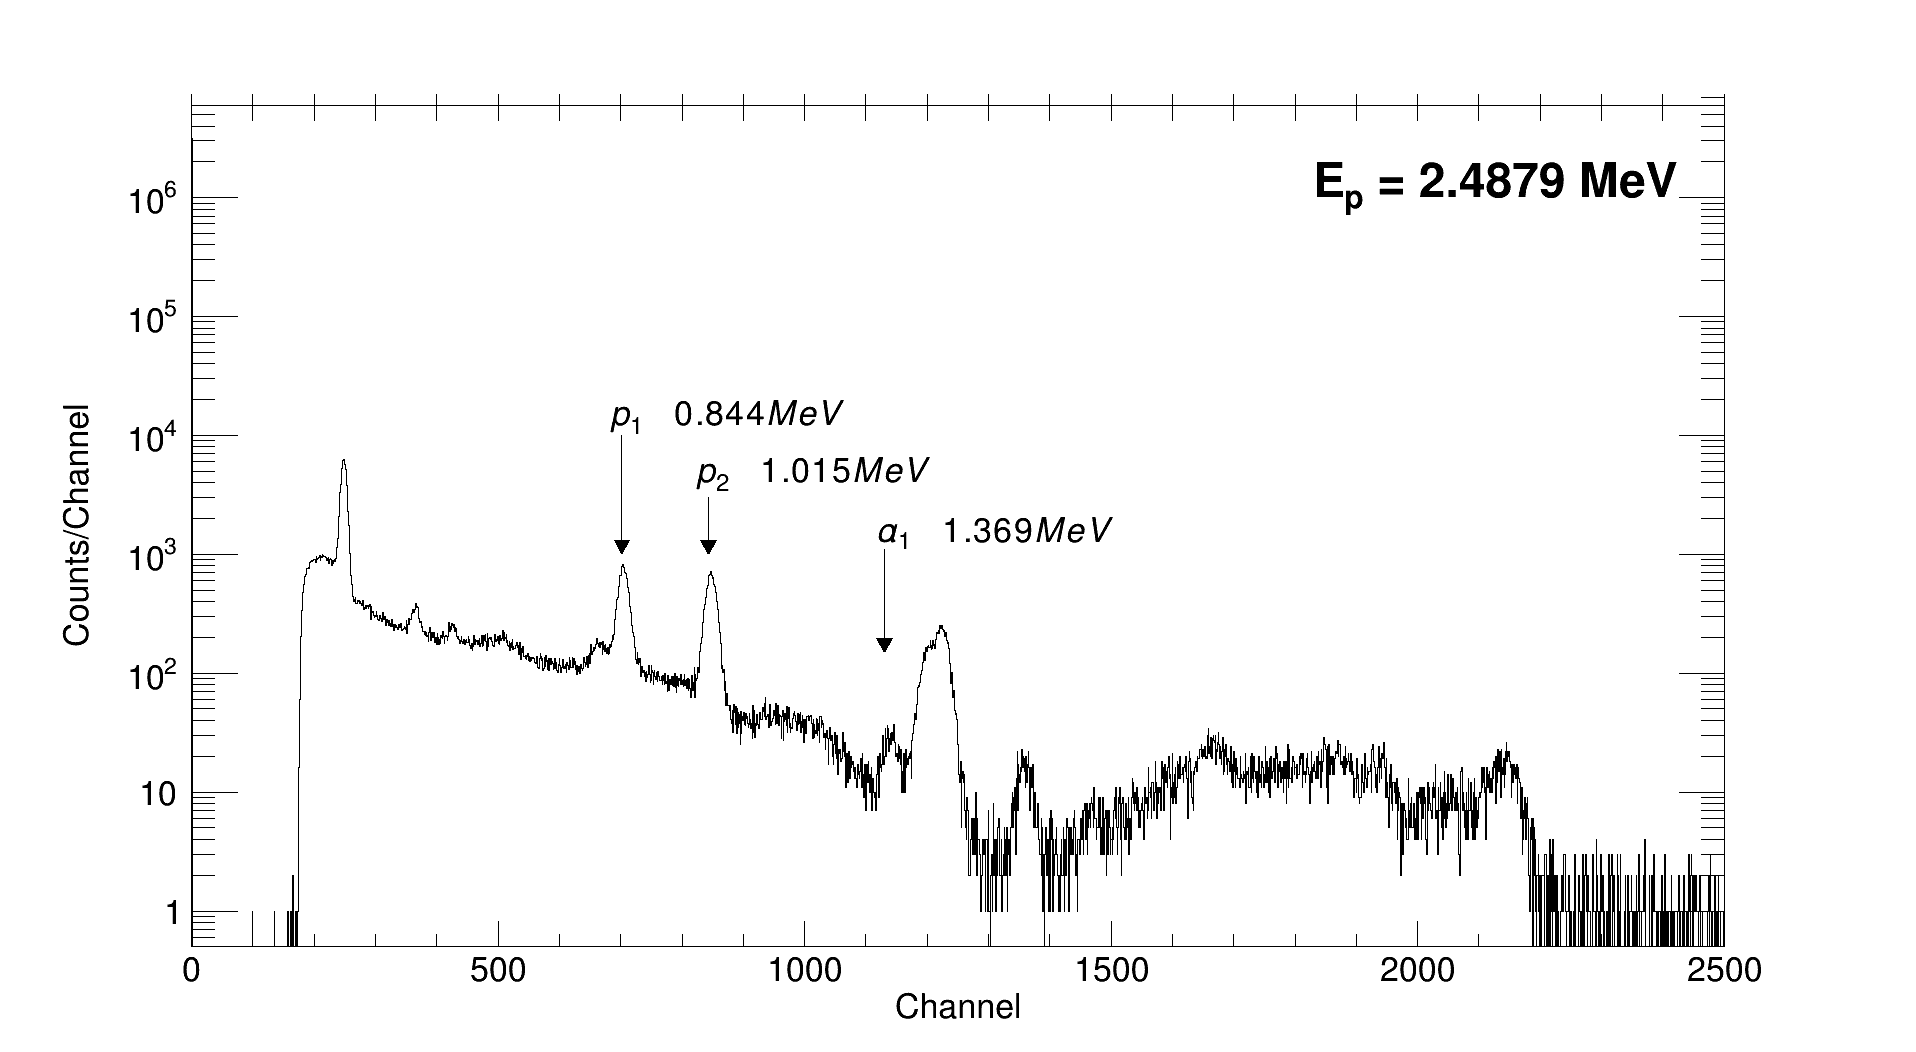 E_p = 2.4879 MeV
10^6
10^5
10^4
10^3
10^2
10
1
Counts/Channel
p_1 0.844MeV
p_2 1.015MeV
α_1 1.369MeV
0 500 1000 1500 2000 2500
Channel